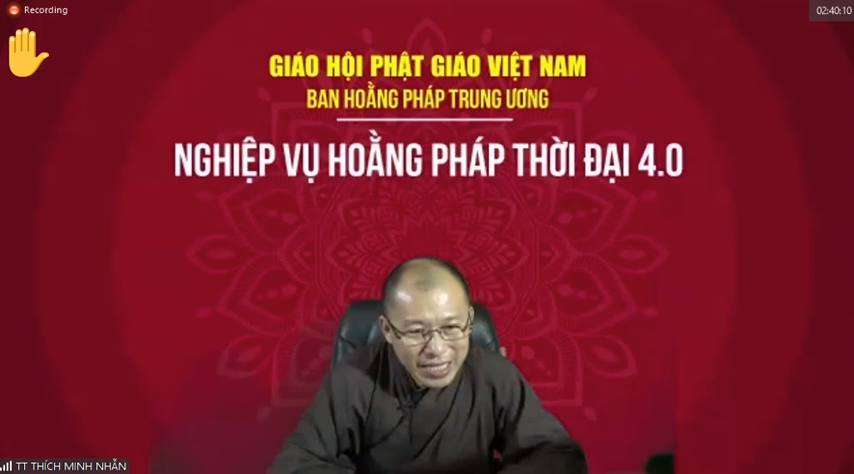 Recording
02:40:10
GIÁO HỘI PHẬT GIÁO VIỆT NAM
BAN HOẰNG PHÁP TRUNG ƯƠNG
NGHIỆP VỤ HOẰNG PHÁP THỜI ĐẠI 4.0
TT THÍCH MINH NHẪN